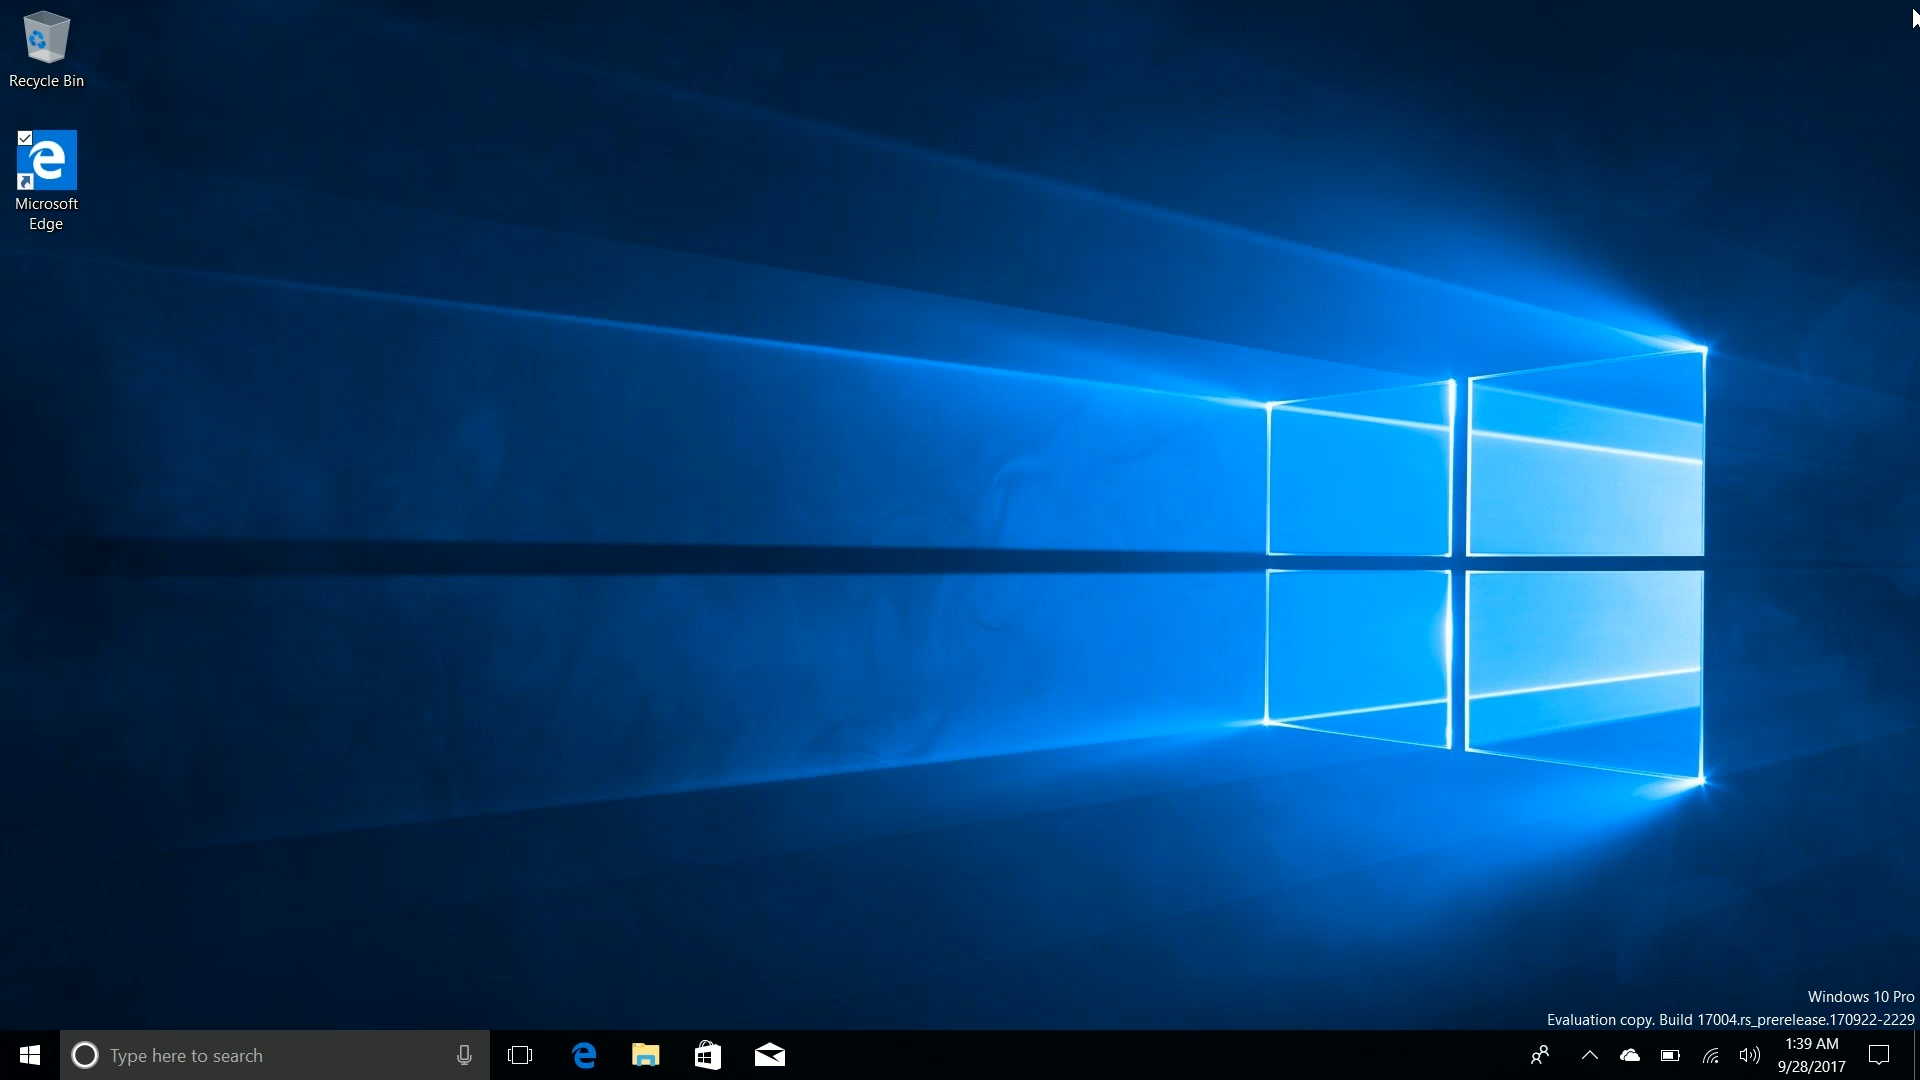 Recycle Bin
Microsoft
Edge
Windows 10 Pro
Evaluation copy. Build 17004.rs_prerelease.170922-2229
Type here to search
1:39 AM
9/28/2017